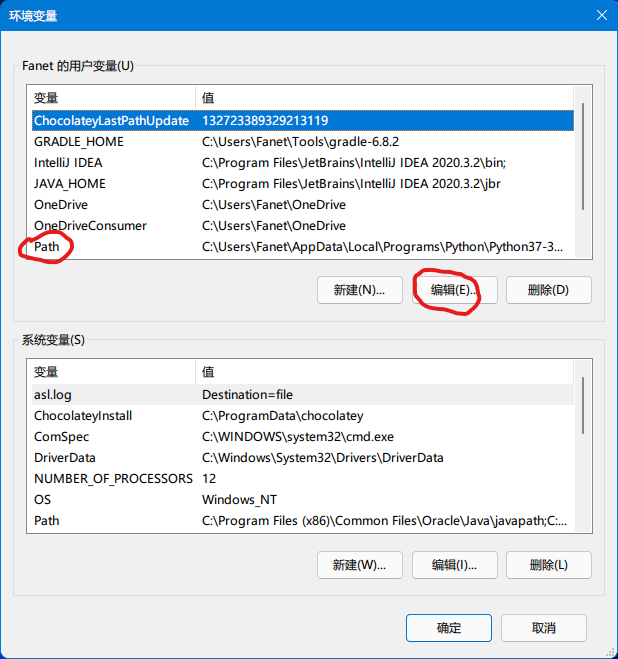 环境变量
Fanet 的用户变量(U)
变量 值
ChocolateyLastPathUpdate 132723389329213119
GRADLE_HOME C:\Users\Fanet\Tools\gradle-6.8.2
IntelliJ IDEA C:\Program Files\JetBrains\IntelliJ IDEA 2020.3.2\bin;
JAVA_HOME C:\Program Files\JetBrains\IntelliJ IDEA 2020.3.2\jbr
OneDrive C:\Users\Fanet\OneDrive
OneDriveConsumer C:\Users\Fanet\OneDrive
Path C:\Users\Fanet\AppData\Local\Programs\Python\Python37-3...
新建(N)... 编辑(E)... 删除(D)
系统变量(S)
变量 值
asl.log Destination=file
ChocolateyInstall C:\ProgramData\chocolatey
ComSpec C:\WINDOWS\system32\cmd.exe
DriverData C:\Windows\System32\Drivers\DriverData
NUMBER_OF_PROCESSORS 12
OS Windows_NT
Path C:\Program Files (x86)\Common Files\Oracle\Java\javapath;C:...
新建(W)... 编辑(I)... 删除(L)
确定 取消